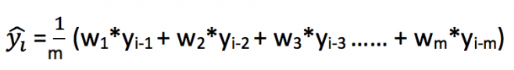 ŷᵢ = 1/m (w₁*yᵢ₋₁ + w₂*yᵢ₋₂ + w₃*yᵢ₋₃ ...... + wₘ*yᵢ₋ₘ)